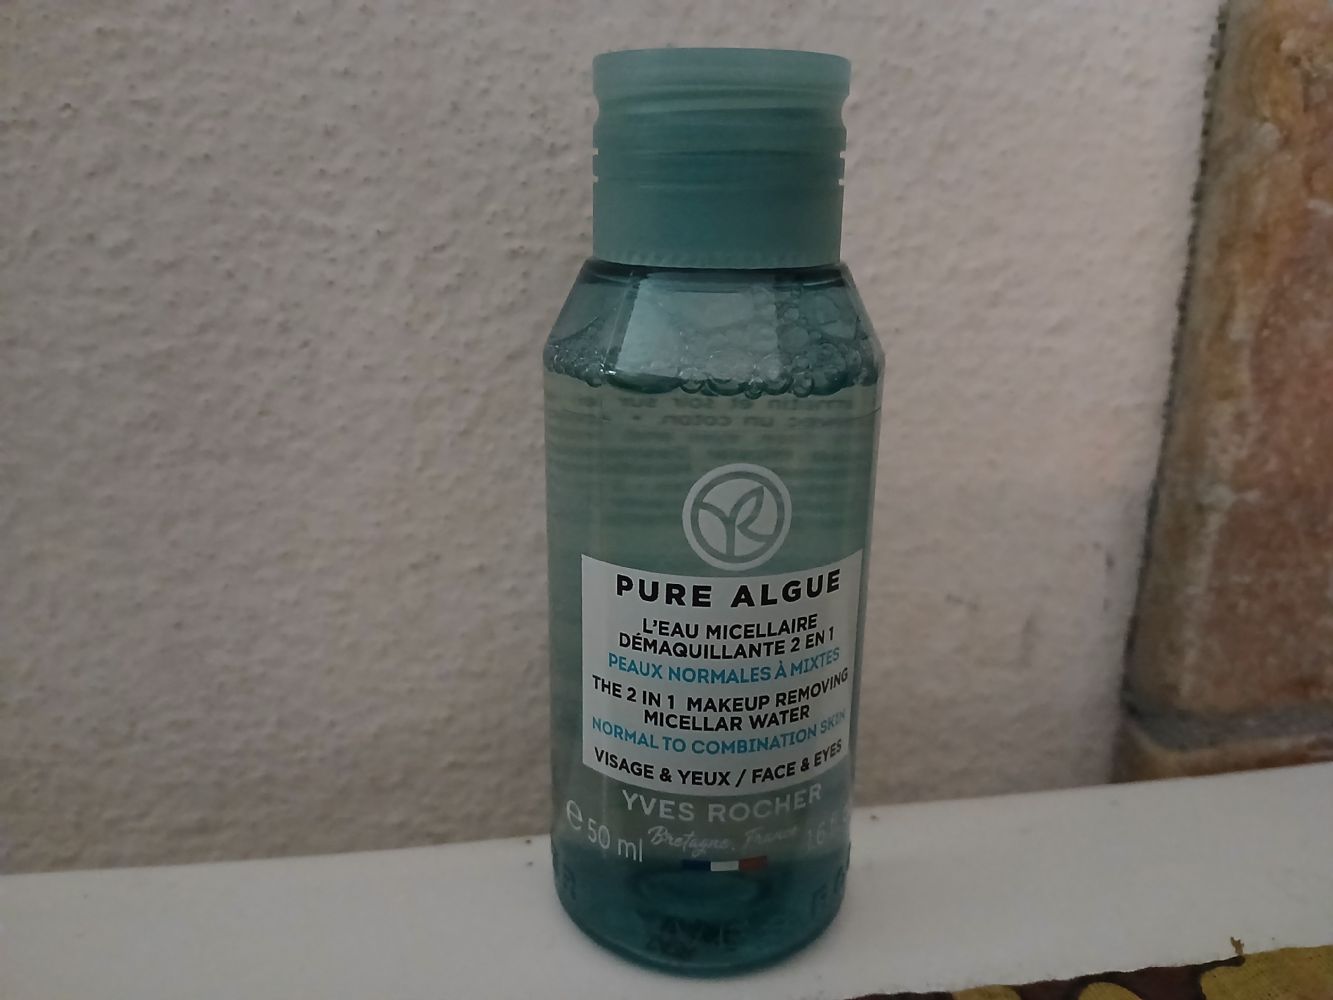 PURE ALGUE
L'EAU MICELLAIRE
DÉMAQUILLANTE 2 EN 1
PEAUX NORMALES À MIXTES
THE 2 IN 1 MAKEUP REMOVING
MICELLAR WATER
NORMAL TO COMBINATION SKIN
VISAGE & YEUX / FACE & EYES
YVES ROCHER
Bretagne, France
℮ 50 ml